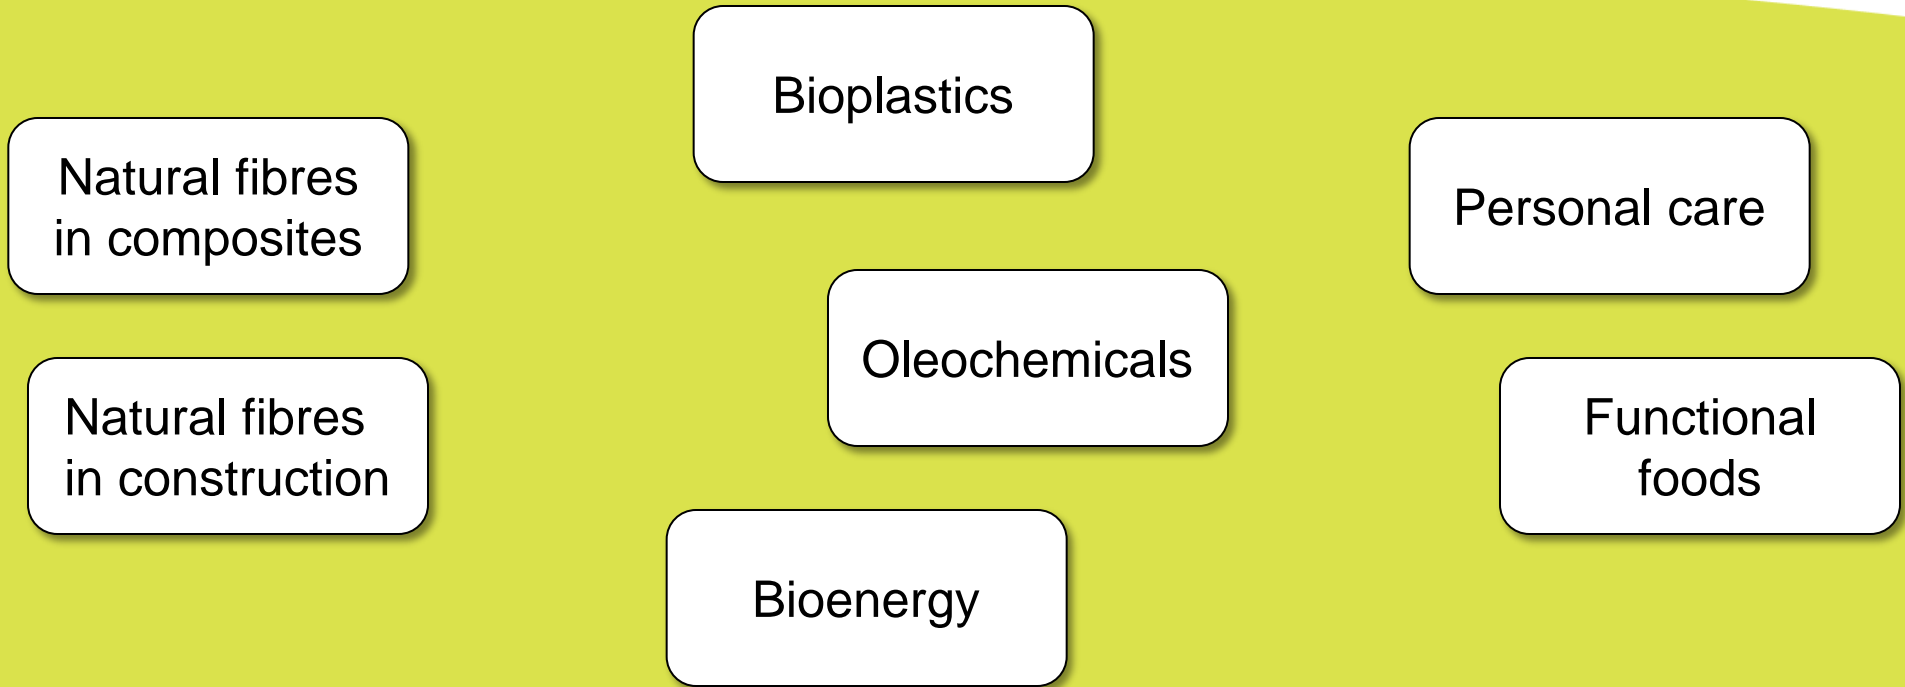 Bioplastics
Natural fibres
in composites
Personal care
Oleochemicals
Natural fibres
in construction
Functional
foods
Bioenergy